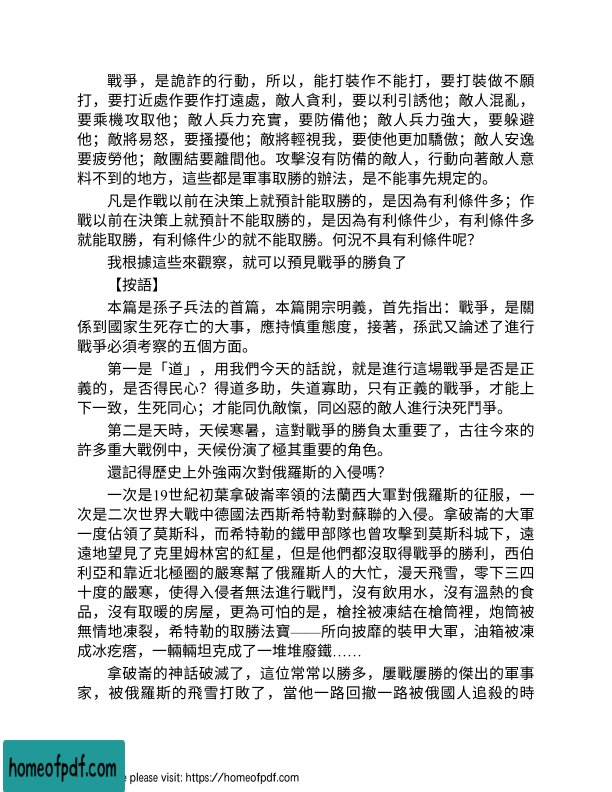 戰爭，是詭詐的行動，所以，能打裝作不能打，要打裝做不願
打，要打近處作要作打遠處，敵人貪利，要以利引誘他；敵人混亂，
要乘機攻取他；敵人兵力充實，要防備他；敵人兵力強大，要躲避
他；敵將易怒，要搔擾他；敵將輕視我，要使他更加驕傲；敵人安逸
要疲勞他；敵團結要離間他。攻擊沒有防備的敵人，行動向著敵人意
料不到的地方，這些都是軍事取勝的辦法，是不能事先規定的。
凡是作戰以前在決策上就預計能取勝的，是因為有利條件多；作
戰以前在決策上就預計不能取勝的，是因為有利條件少，有利條件多
就能取勝，有利條件少的就不能取勝。何況不具有利條件呢？
我根據這些來觀察，就可以預見戰爭的勝負了
【按語】
本篇是孫子兵法的首篇，本篇開宗明義，首先指出：戰爭，是關
係到國家生死存亡的大事，應持慎重態度，接著，孫武又論述了進行
戰爭必須考察的五個方面。
第一是「道」，用我們今天的話說，就是進行這場戰爭是否是正
義的，是否得民心？得道多助，失道寡助，只有正義的戰爭，才能上
下一致，生死同心；才能同仇敵愾，同凶惡的敵人進行決死鬥爭。
第二是天時，天候寒暑，這對戰爭的勝負太重要了，古往今來的
許多重大戰例中，天候份演了極其重要的角色。
還記得歷史上外強兩次對俄羅斯的入侵嗎？
一次是19世紀初葉拿破崙率領的法蘭西大軍對俄羅斯的征服，一
次是二次世界大戰中德國法西斯希特勒對蘇聯的入侵。拿破崙的大軍
一度佔領了莫斯科，而希特勒的鐵甲部隊也曾攻擊到莫斯科城下，遠
遠地望見了克里姆林宮的紅星，但是他們都沒取得戰爭的勝利，西伯
利亞和靠近北極圈的嚴寒幫了俄羅斯人的大忙，漫天飛雪，零下三四
十度的嚴寒，使得入侵者無法進行戰鬥，沒有飲用水，沒有溫熱的食
品，沒有取暖的房屋，更為可怕的是，槍拴被凍結在槍筒裡，炮筒被
無情地凍裂，希特勒的取勝法寶——所向披靡的裝甲大軍，油箱被凍
成冰疙瘩，一輛輛坦克成了一堆堆廢鐵……
拿破崙的神話破滅了，這位常常以勝多，屢戰屢勝的傑出的軍事
家，被俄羅斯的飛雪打敗了，當他一路回撤一路被俄國人追殺的時
homeofpdf.com
please visit: https://homeofpdf.com